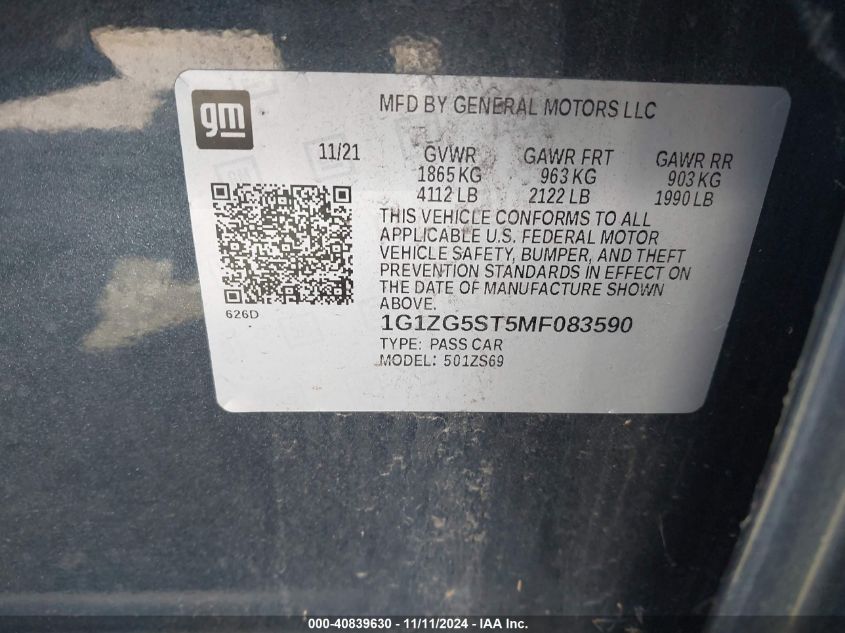 gm
MFD BY GENERAL MOTORS LLC
11/21 GVWR GAWR FRT GAWR RR
1865 KG 963 KG 903 KG
4112 LB 2122 LB 1990 LB
THIS VEHICLE CONFORMS TO ALL
APPLICABLE U.S. FEDERAL MOTOR
VEHICLE SAFETY, BUMPER, AND THEFT
PREVENTION STANDARDS IN EFFECT ON
THE DATE OF MANUFACTURE SHOWN
ABOVE.
626D
1G1ZG5ST5MF083590
TYPE: PASS CAR
MODEL: 501ZS69
000-40839630 - 11/11/2024 - IAA Inc.